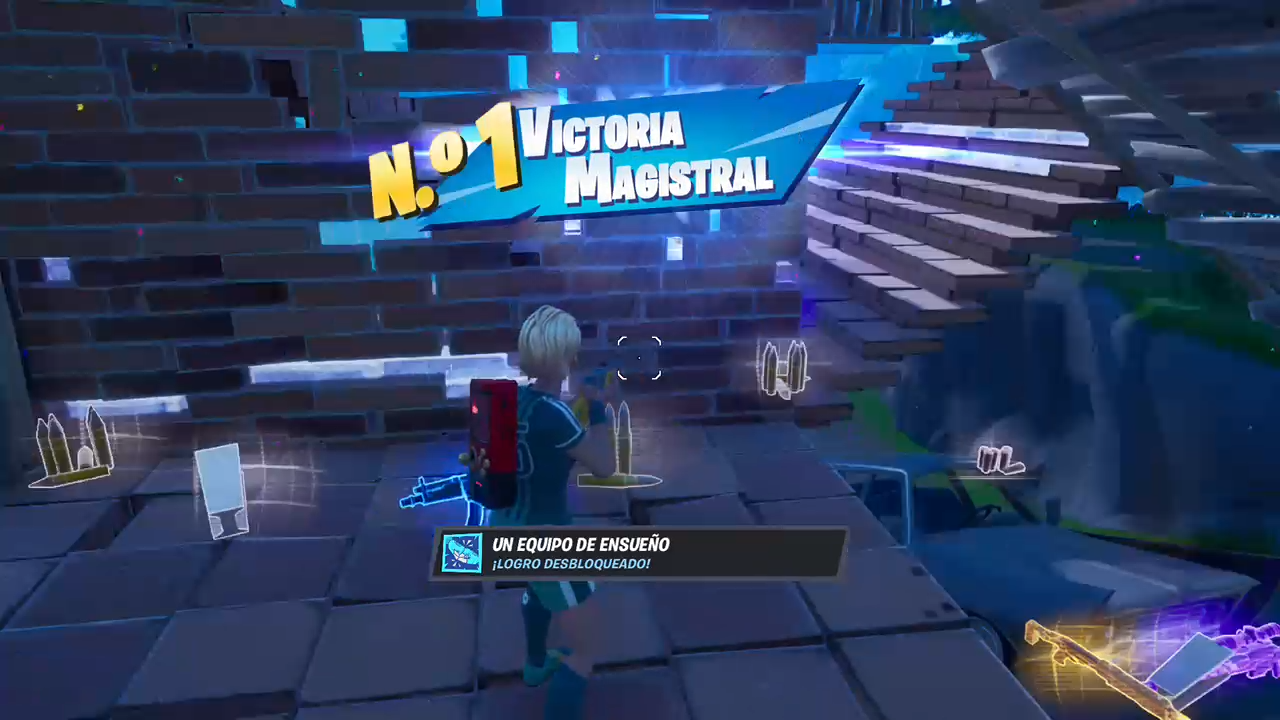 N.º 1 VICTORIA
MAGISTRAL
UN EQUIPO DE ENSUEÑO
¡LOGRO DESBLOQUEADO!